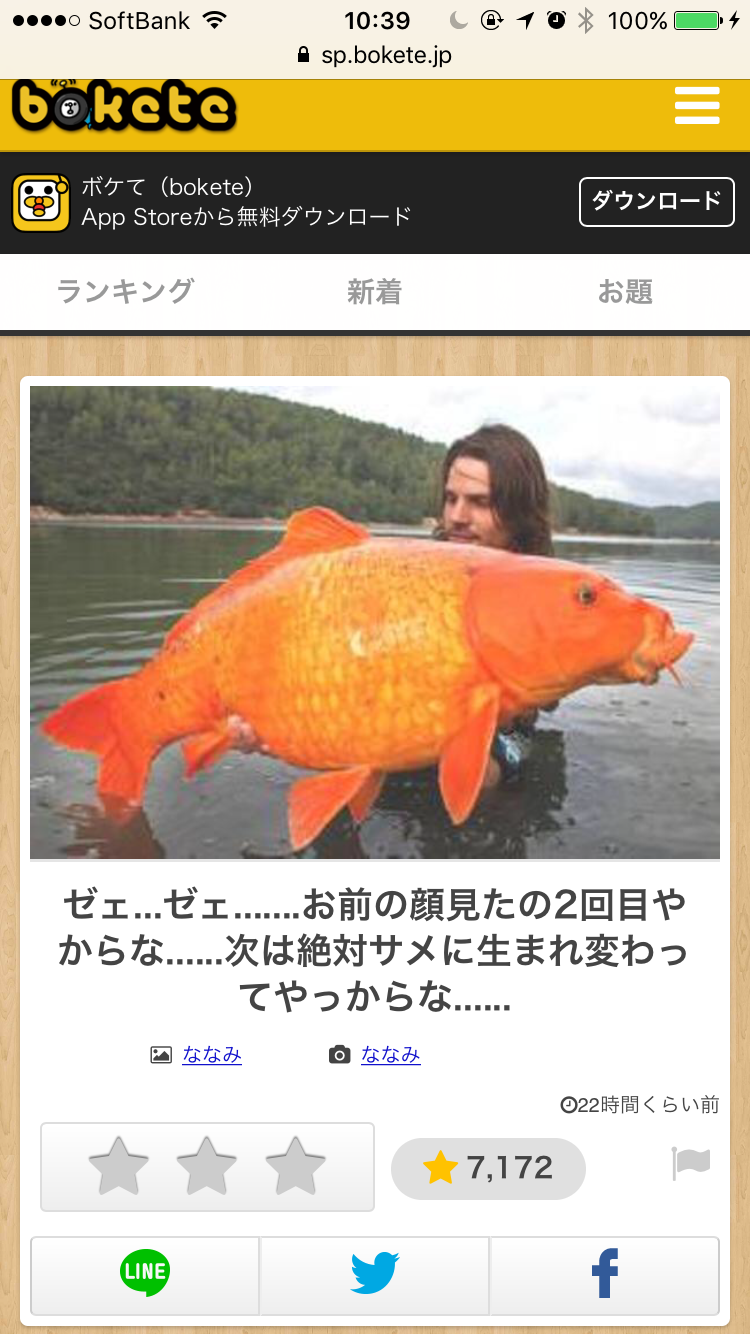 SoftBank 10:39 100%
sp.bokete.jp
bokete
ボケて（bokete）
App Storeから無料ダウンロード
ダウンロード
ランキング 新着 お題
ゼェ...ゼェ.......お前の顔見たの2回目や
からな......次は絶対サメに生まれ変わっ
てやっからな......
ななみ ななみ
22時間くらい前
7,172
LINE